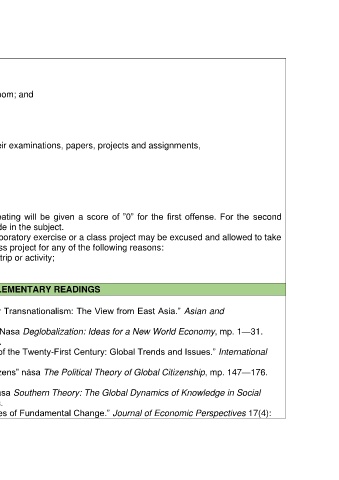 oom; and
eir examinations, papers, projects and assignments,
eating will be given a score of "0" for the first offense. For the second
de in the subject.
boratory exercise or a class project may be excused and allowed to take
ss project for any of the following reasons:
trip or activity;
LEMENTARY READINGS
r Transnationalism: The View from East Asia." Asian and
Nasa Deglobalization: Ideas for a New World Economy, mp. 1—31.
.
of the Twenty-First Century: Global Trends and Issues." International
zens" nása The Political Theory of Global Citizenship, mp. 147—176.
asa Southern Theory: The Global Dynamics of Knowledge in Social
.
es of Fundamental Change." Journal of Economic Perspectives 17(4):